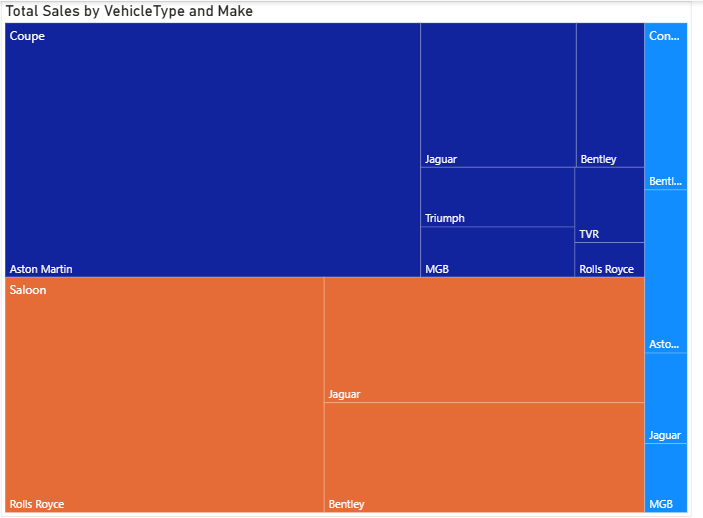 Total Sales by VehicleType and Make
Coupe
Aston Martin
Jaguar
Bentley
Triumph
MGB
TVR
Rolls Royce
Saloon
Rolls Royce
Jaguar
Bentley
Con...
Bentl...
Asto...
Jaguar
MGB